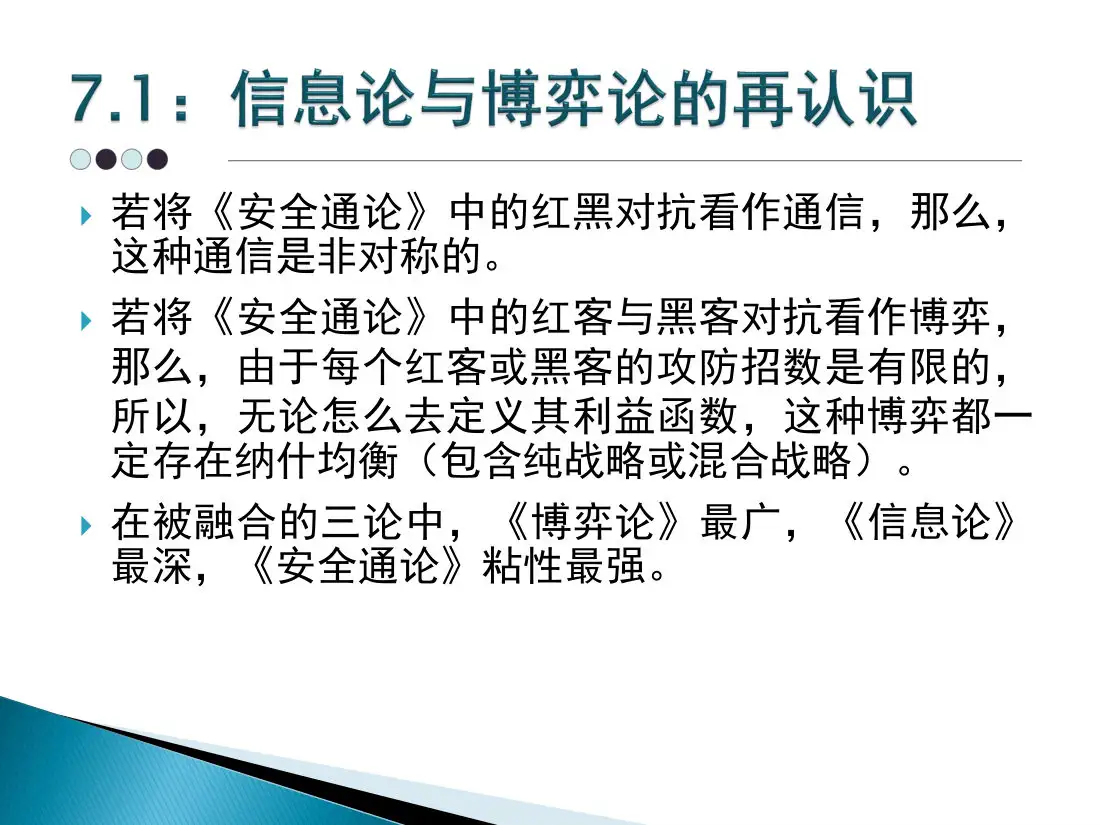 7.1：信息论与博弈论的再认识
若将《安全通论》中的红黑对抗看作通信，那么，
这种通信是非对称的。
若将《安全通论》中的红客与黑客对抗看作博弈，
那么，由于每个红客或黑客的攻防招数是有限的，
所以，无论怎么去定义其利益函数，这种博弈都一
定存在纳什均衡（包含纯战略或混合战略）。
在被融合的三论中，《博弈论》最广，《信息论》
最深，《安全通论》粘性最强。